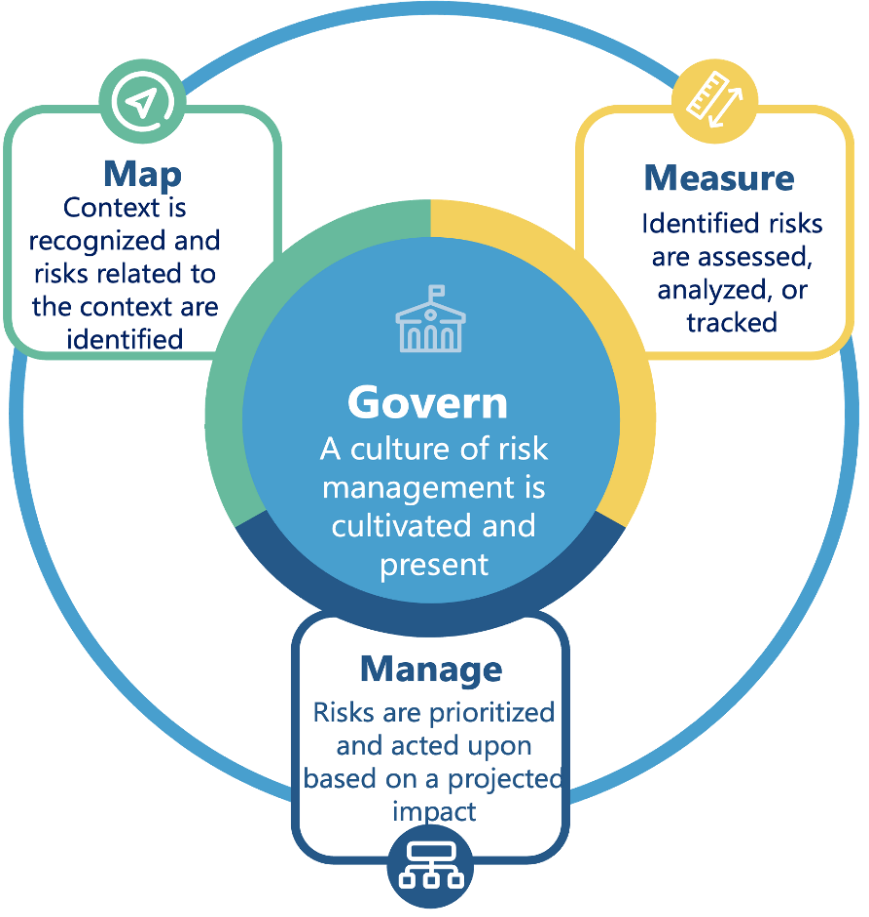 Map
Context is
recognized and
risks related to
the context are
identified
Measure
Identified risks
are assessed,
analyzed, or
tracked
Govern
A culture of risk
management is
cultivated and
present
Manage
Risks are prioritized
and acted upon
based on a projected
impact